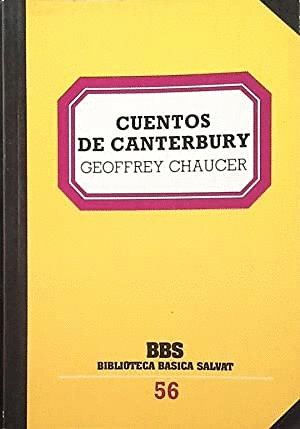 CUENTOS
DE CANTERBURY
GEOFFREY CHAUCER
BBS
BIBLIOTECA BASICA SALVAT
56